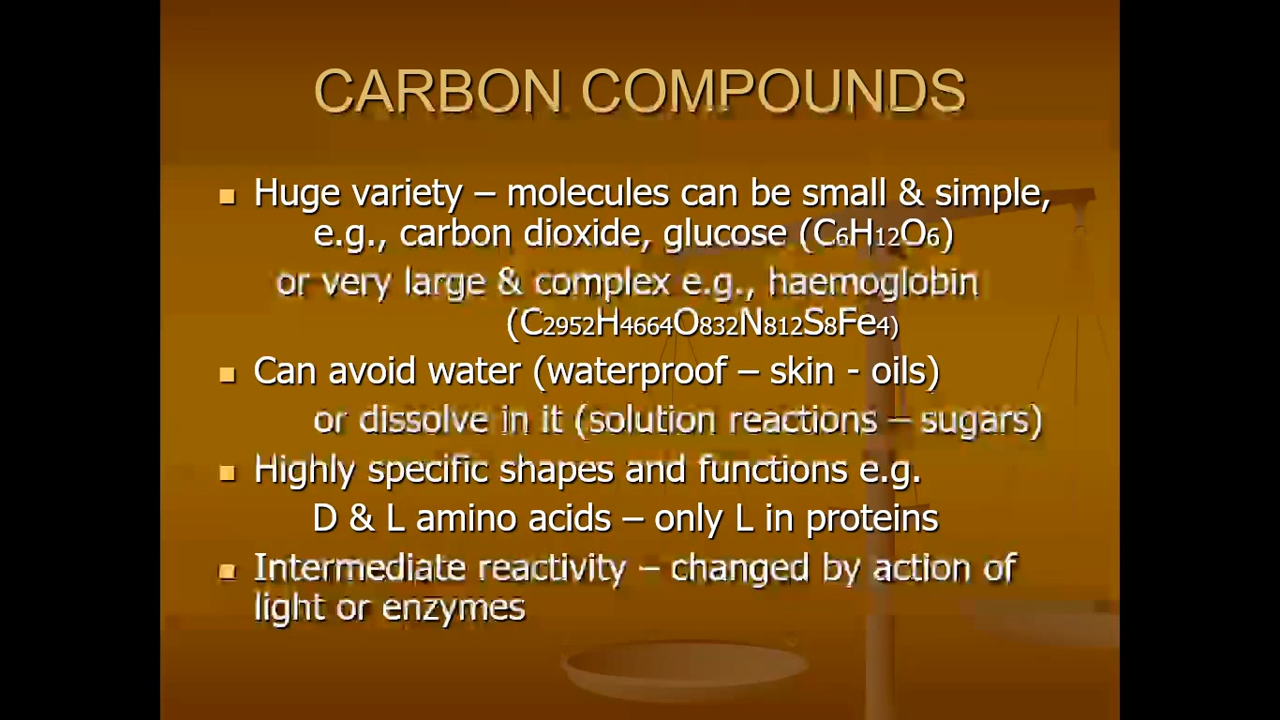 CARBON COMPOUNDS
■ Huge variety – molecules can be small & simple,
e.g., carbon dioxide, glucose (C6H12O6)
or very large & complex e.g., haemoglobin
(C2952H4664O832N812S8Fe4)
■ Can avoid water (waterproof – skin - oils)
or dissolve in it (solution reactions – sugars)
■ Highly specific shapes and functions e.g.
D & L amino acids – only L in proteins
■ Intermediate reactivity – changed by action of
light or enzymes